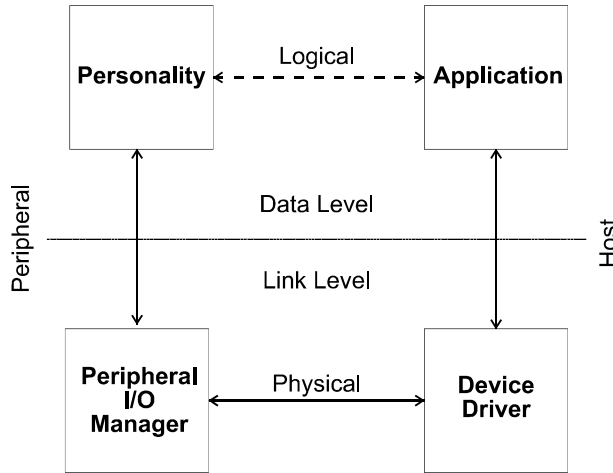 Personality
Logical
Application
Peripheral
Data Level
Link Level
Host
Peripheral
I/O
Manager
Physical
Device
Driver